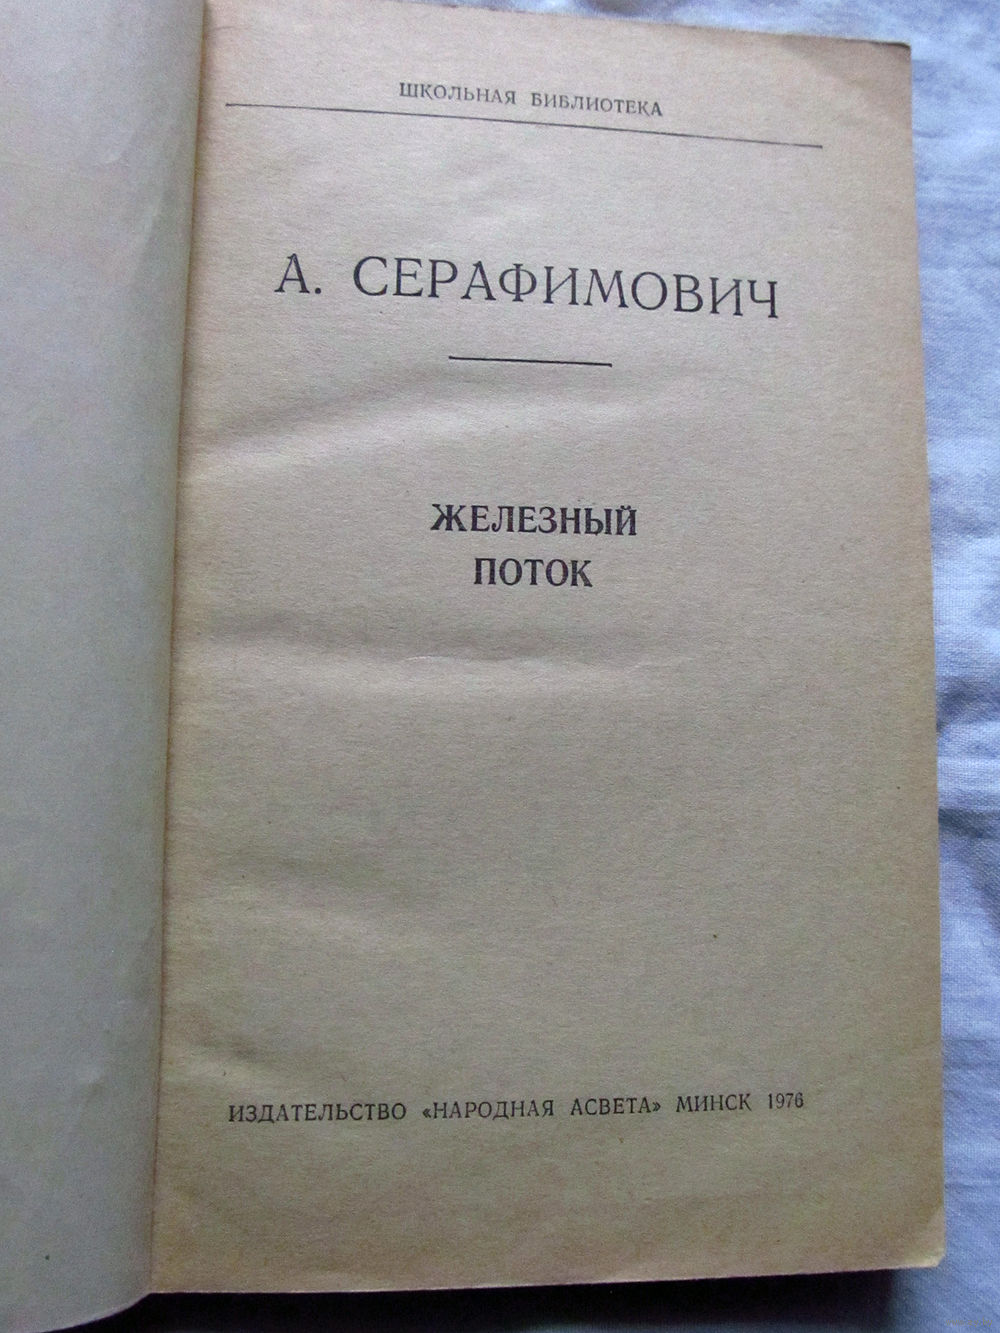 ШКОЛЬНАЯ БИБЛИОТЕКА
А. СЕРАФИМОВИЧ
ЖЕЛЕЗНЫЙ
ПОТОК
ИЗДАТЕЛЬСТВО «НАРОДНАЯ АСВЕТА» МИНСК 1976